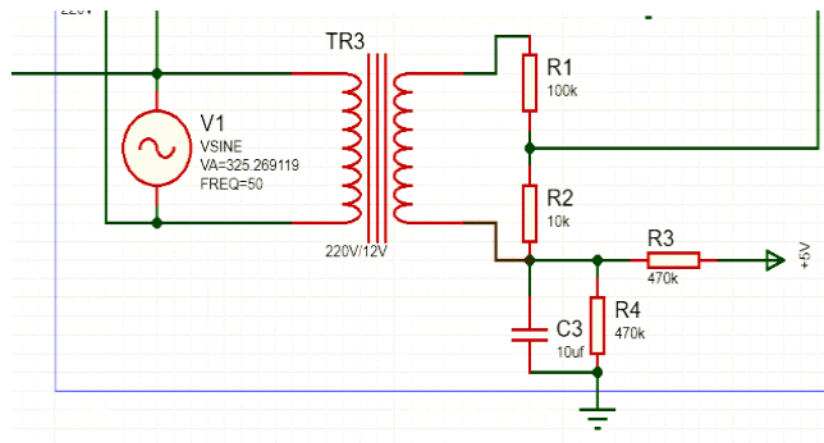 TR3
R1
100k
V1
VSINE
VA=325.269119
FREQ=50
R2
10k
220V/12V
R3
470k
+5V
R4
470k
C3
10uf